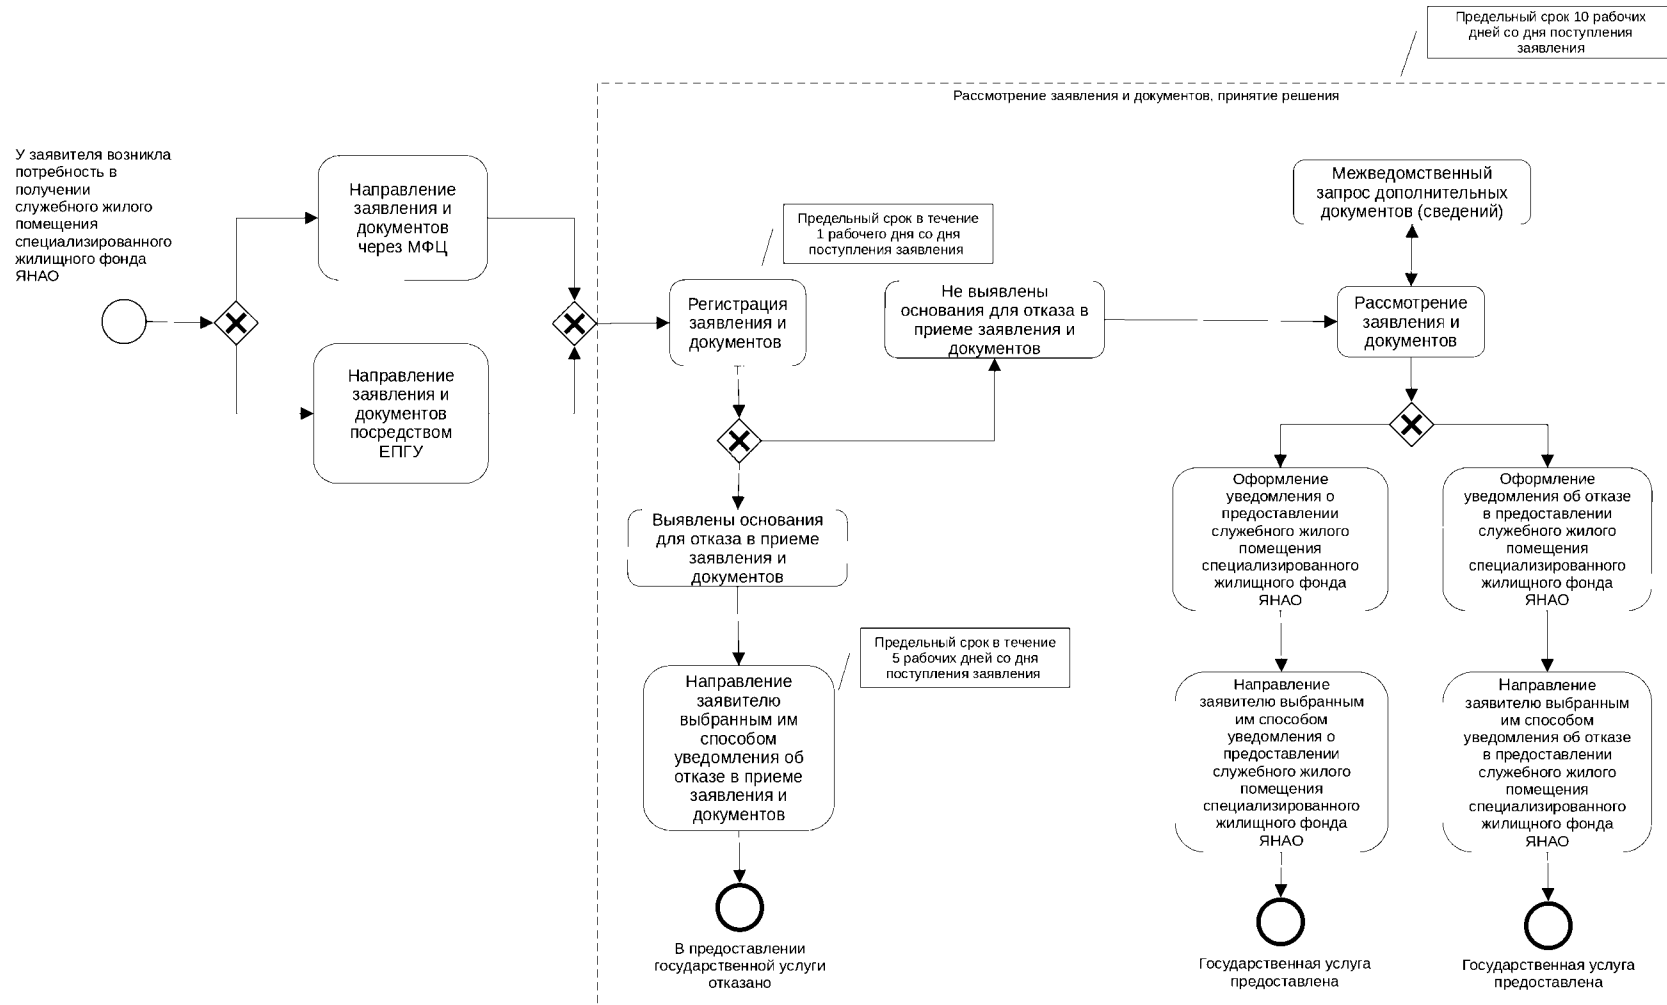 Предельный срок 10 рабочих
дней со дня поступления
заявления
Рассмотрение заявления и документов, принятие решения
У заявителя возникла
потребность в
получении
служебного жилого
помещения
специализированного
жилищного фонда
ЯНАО
Направление
заявления и
документов
через МФЦ
Направление
заявления и
документов
посредством
ЕПГУ
Предельный срок в течение
1 рабочего дня со дня
поступления заявления
Регистрация
заявления и
документов
Не выявлены
основания для отказа в
приеме заявления и
документов
Межведомственный
запрос дополнительных
документов (сведений)
Рассмотрение
заявления и
документов
Выявлены основания
для отказа в приеме
заявления и
документов
Предельный срок в течение
5 рабочих дней со дня
поступления заявления
Направление
заявителю
выбранным им
способом
уведомления об
отказе в приеме
заявления и
документов
В предоставлении
государственной услуги
отказано
Оформление
уведомления о
предоставлении
служебного жилого
помещения
специализированного
жилищного фонда
ЯНАО
Направление
заявителю выбранным
им способом
уведомления о
предоставлении
служебного жилого
помещения
специализированного
жилищного фонда
ЯНАО
Государственная услуга
предоставлена
Оформление
уведомления об отказе
в предоставлении
служебного жилого
помещения
специализированного
жилищного фонда
ЯНАО
Направление
заявителю выбранным
им способом
уведомления об отказе
в предоставлении
служебного жилого
помещения
специализированного
жилищного фонда
ЯНАО
Государственная услуга
предоставлена